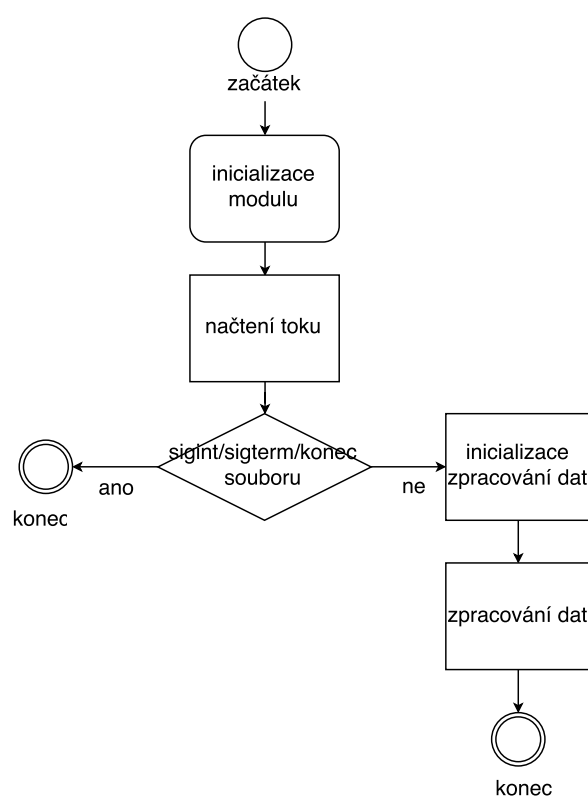 začátek
inicializace
modulu
načtení toku
sigint/sigterm/konec
souboru
ano
ne
konec
inicializace
zpracování dat
zpracování dat
konec